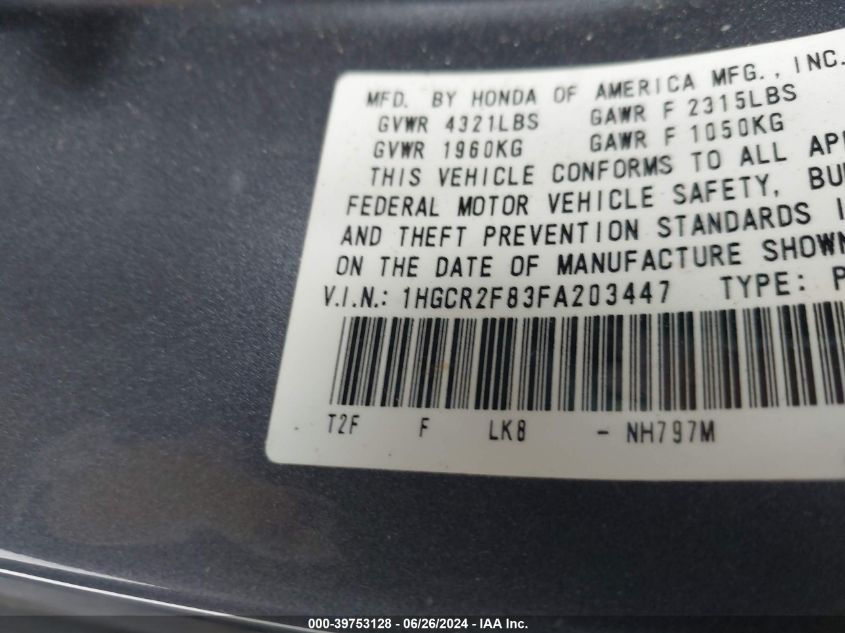 MFD. BY HONDA OF AMERICA MFG., INC.
GVWR 4321LBS GAWR F 2315LBS
GVWR 1960KG GAWR F 1050KG
THIS VEHICLE CONFORMS TO ALL
FEDERAL MOTOR VEHICLE SAFETY,
AND THEFT PREVENTION STANDARDS
ON THE DATE OF MANUFACTURE SHOWN
V.I.N.: 1HGCR2F83FA203447 TYPE: P
T2F F LK8 - NH797M
000-39753128 - 06/26/2024 - IAA Inc.